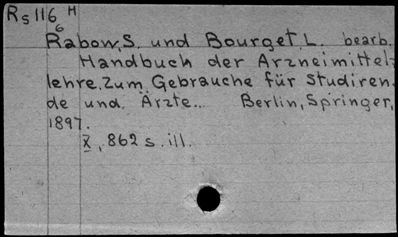 Rs 116 H
6
Rabow, S. und Bourget, L. bearb.
Handbuch der Arzneimittel=
lehre. Zum Gebrauche für Studiren=
de und Ärzte... Berlin, Springer,
1897.
X, 862 s. ill.